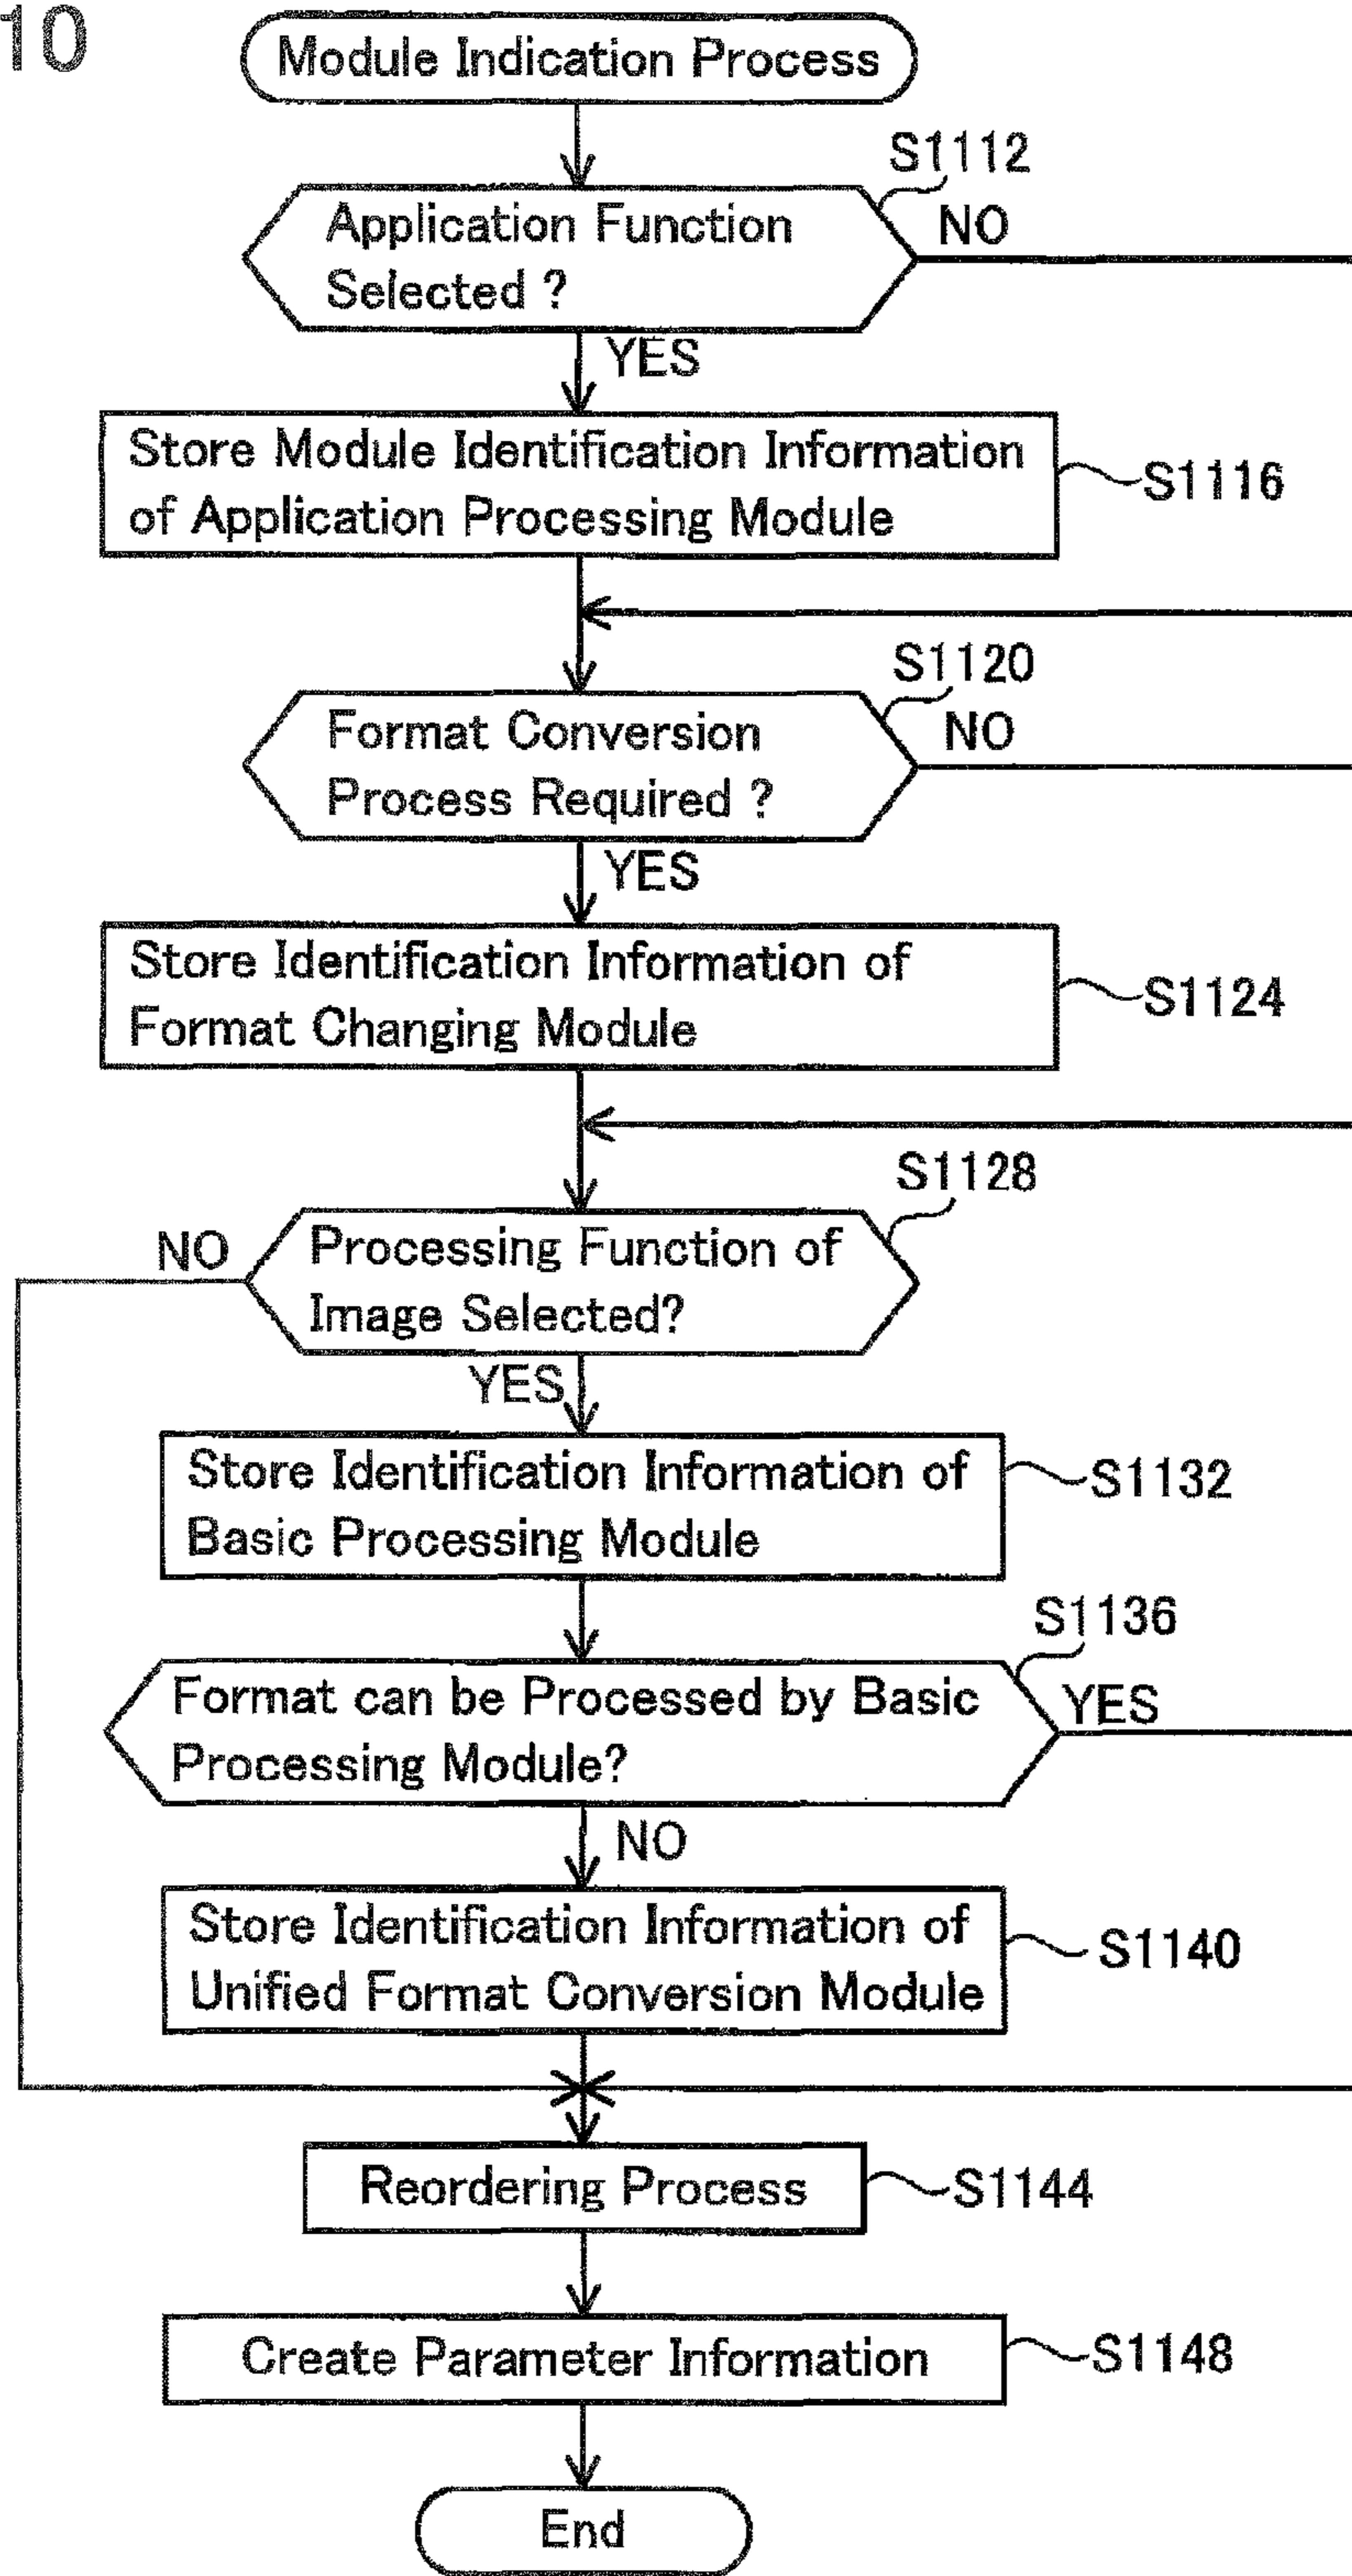 10
Module Indication Process
S1112
Application Function
Selected ?
NO
YES
Store Module Identification Information
of Application Processing Module
S1116
S1120
Format Conversion
Process Required ?
NO
YES
Store Identification Information of
Format Changing Module
S1124
S1128
NO
Processing Function of
Image Selected?
YES
Store Identification Information of
Basic Processing Module
S1132
S1136
Format can be Processed by Basic
Processing Module?
YES
NO
Store Identification Information of
Unified Format Conversion Module
S1140
Reordering Process
S1144
Create Parameter Information
S1148
End